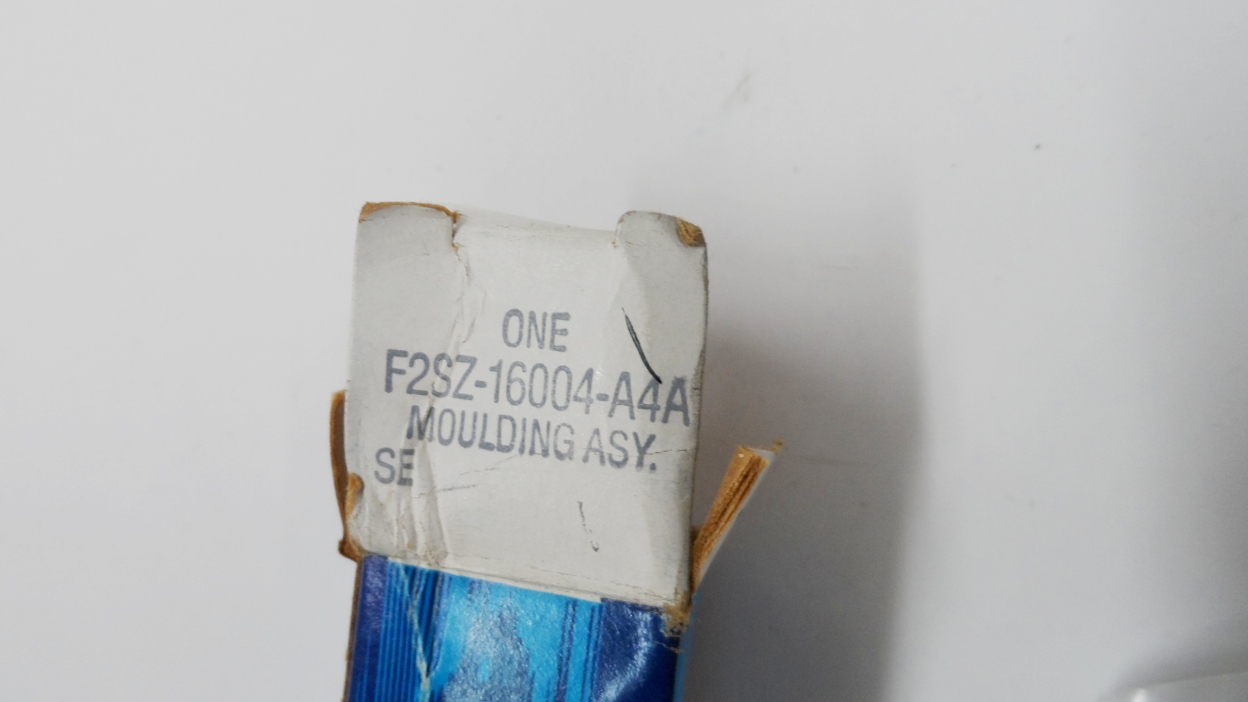 ONE
F2SZ-16004-A4A
MOULDING ASY.
SE